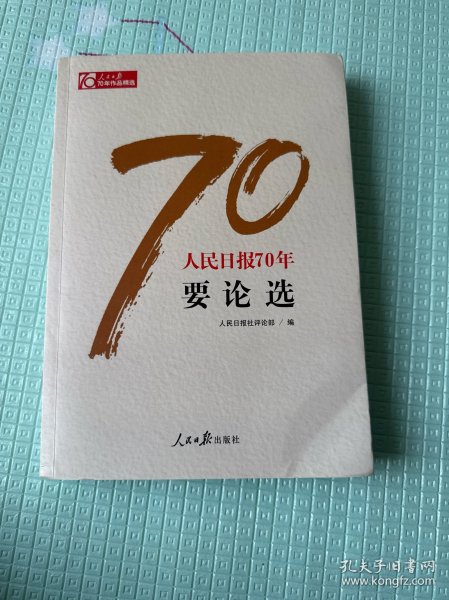 70 人民日报
70年作品精选
70
人民日报70年
要论选
人民日报社评论部 / 编
人民日报出版社
孔夫子旧书网
www.kongfz.com